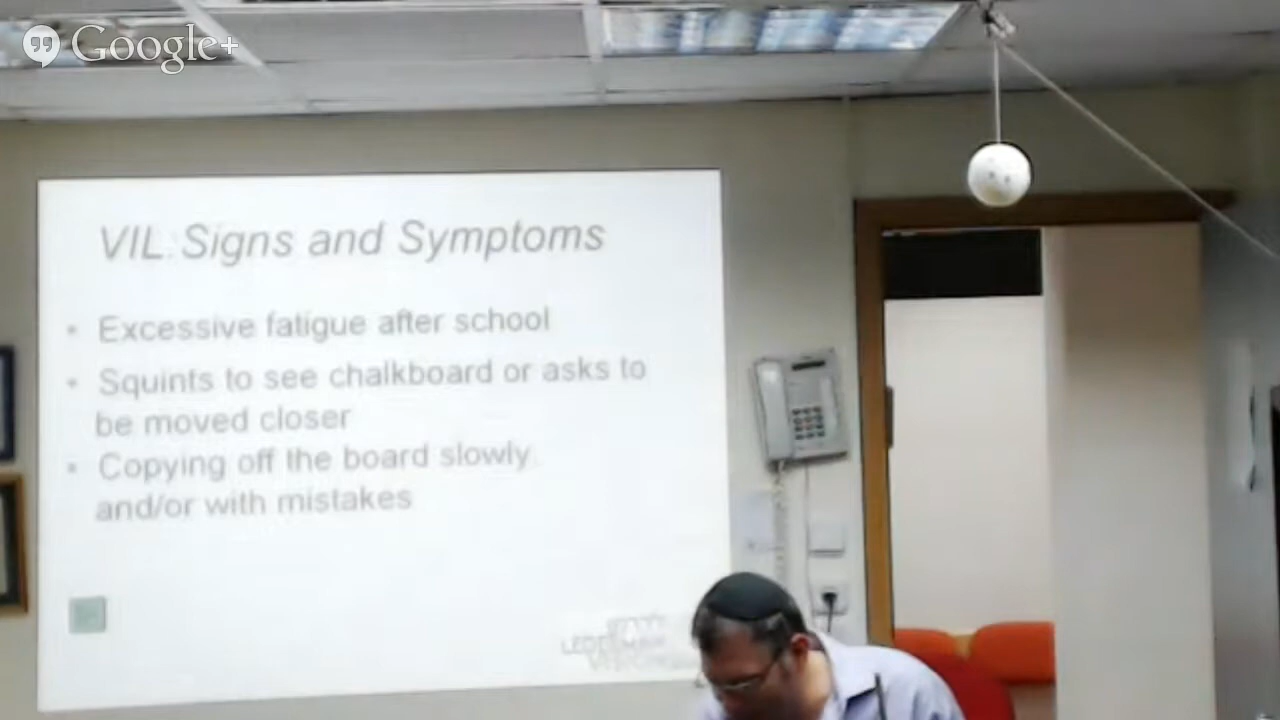 Google+
VIL Signs and Symptoms
• Excessive fatigue after school
• Squints to see chalkboard or asks to
be moved closer
• Copying off the board slowly
and/or with mistakes